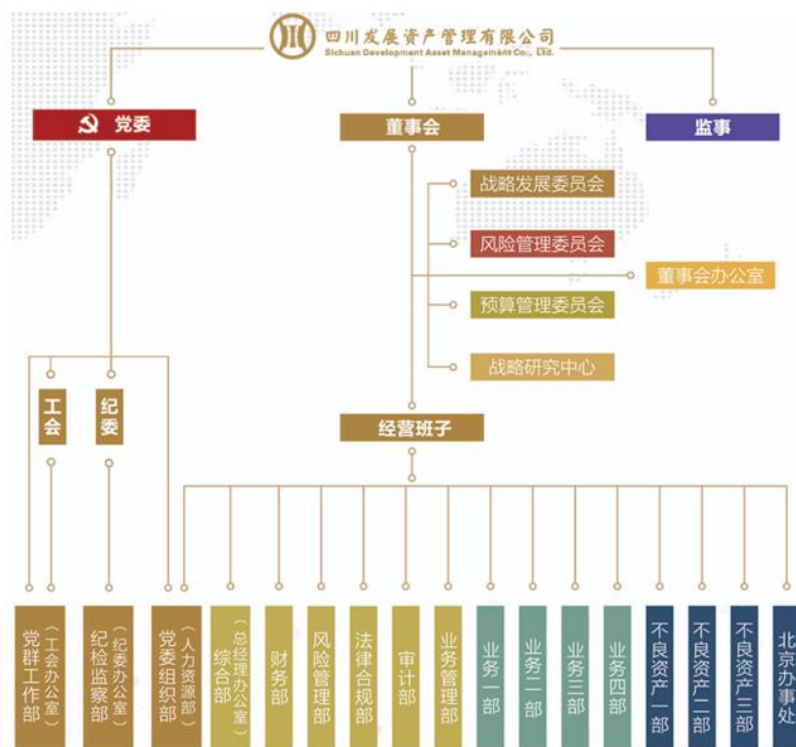 四川发展资产管理有限公司
Sichuan Development Asset Management Co., Ltd.
党委
董事会
监事
战略发展委员会
风险管理委员会
董事会办公室
预算管理委员会
战略研究中心
工会
纪委
经营班子
党群工作部
（工会办公室）
纪检监察部
（纪委办公室）
党委组织部
（人力资源部）
综合部
（总经理办公室）
财务部
风险管理部
法律合规部
审计部
业务管理部
业务一部
业务二部
业务三部
业务四部
不良资产一部
不良资产二部
不良资产三部
北京办事处